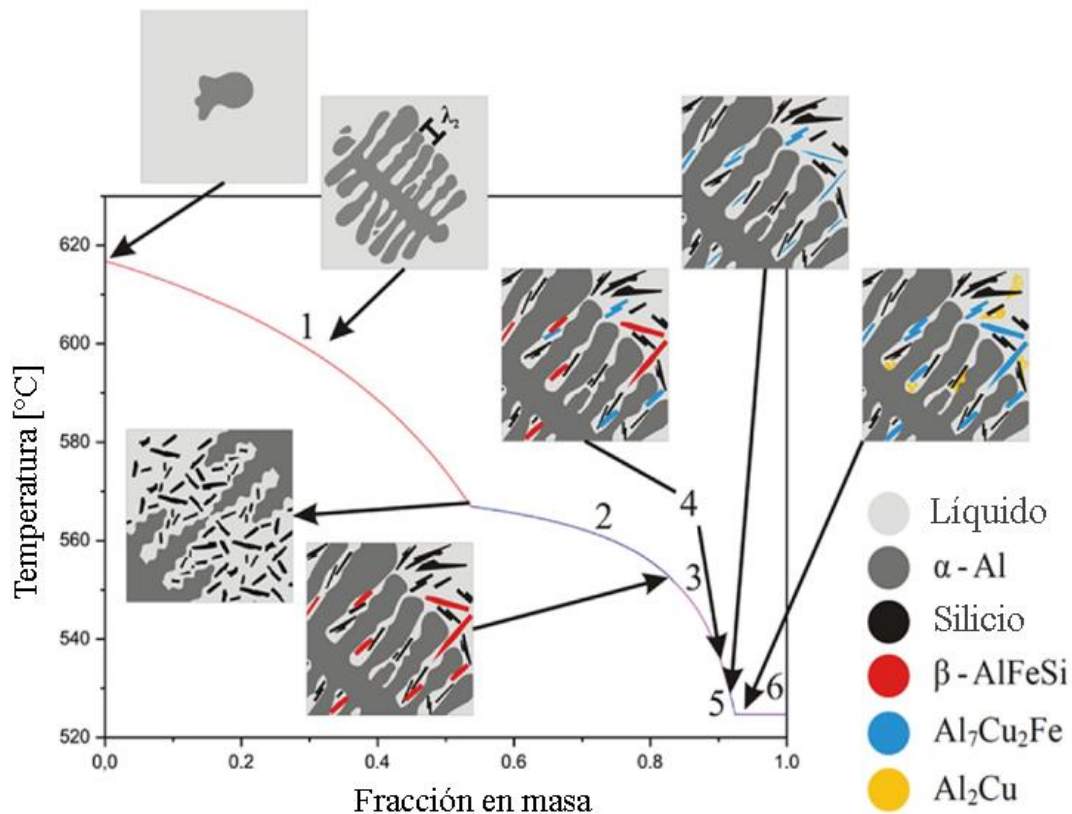 λ₂
620
600
580
560
540
520
Temperatura [°C]
1
2
3
4
5
6
0,0
0.2
0.4
0.6
0.8
1.0
Fracción en masa
Líquido
α - Al
Silicio
β - AlFeSi
Al₇Cu₂Fe
Al₂Cu